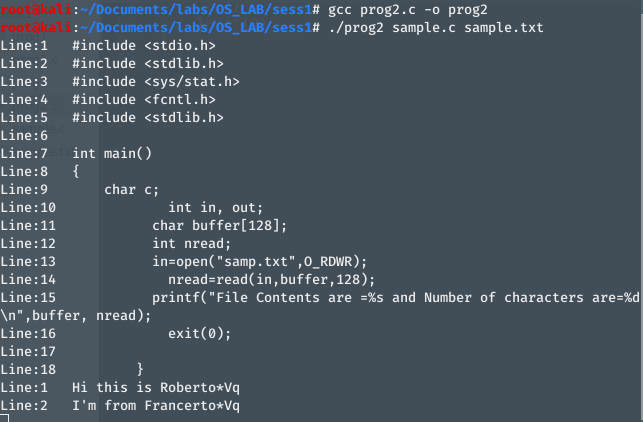 root@kali:~/Documents/labs/OS_LAB/sess1# gcc prog2.c -o prog2
root@kali:~/Documents/labs/OS_LAB/sess1# ./prog2 sample.c sample.txt
Line:1   #include <stdio.h>
Line:2   #include <stdlib.h>
Line:3   #include <sys/stat.h>
Line:4   #include <fcntl.h>
Line:5   #include <stdlib.h>
Line:6
Line:7   int main()
Line:8   {
Line:9       char c;
Line:10              int in, out;
Line:11            char buffer[128];
Line:12            int nread;
Line:13            in=open("samp.txt",O_RDWR);
Line:14              nread=read(in,buffer,128);
Line:15            printf("File Contents are =%s and Number of characters are=%d
\n",buffer, nread);
Line:16              exit(0);
Line:17
Line:18          }
Line:1   Hi this is Roberto*Vq
Line:2   I'm from Francerto*Vq